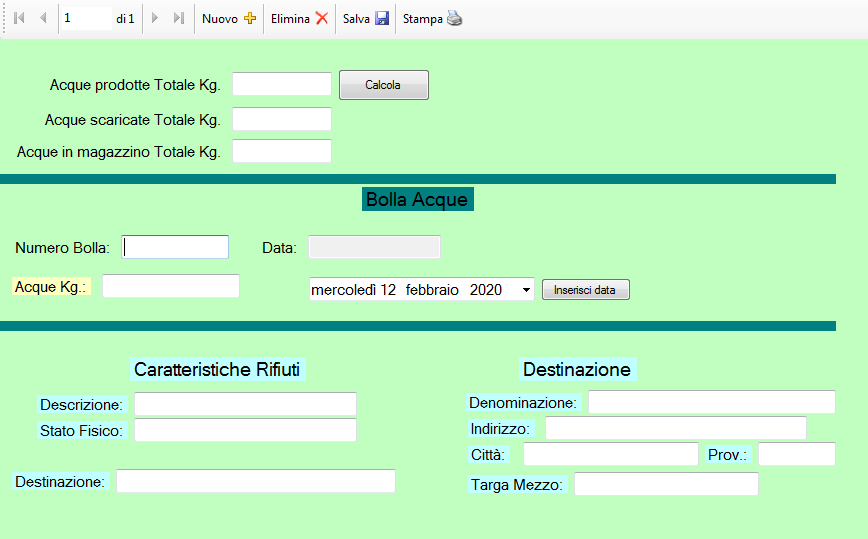 1 di 1 Nuovo Elimina Salva Stampa
Acque prodotte Totale Kg. Calcola
Acque scaricate Totale Kg.
Acque in magazzino Totale Kg.
Bolla Acque
Numero Bolla: Data:
Acque Kg.: mercoledì 12 febbraio 2020 Inserisci data
Caratteristiche Rifiuti
Descrizione:
Stato Fisico:
Destinazione:
Destinazione
Denominazione:
Indirizzo:
Città: Prov.:
Targa Mezzo: